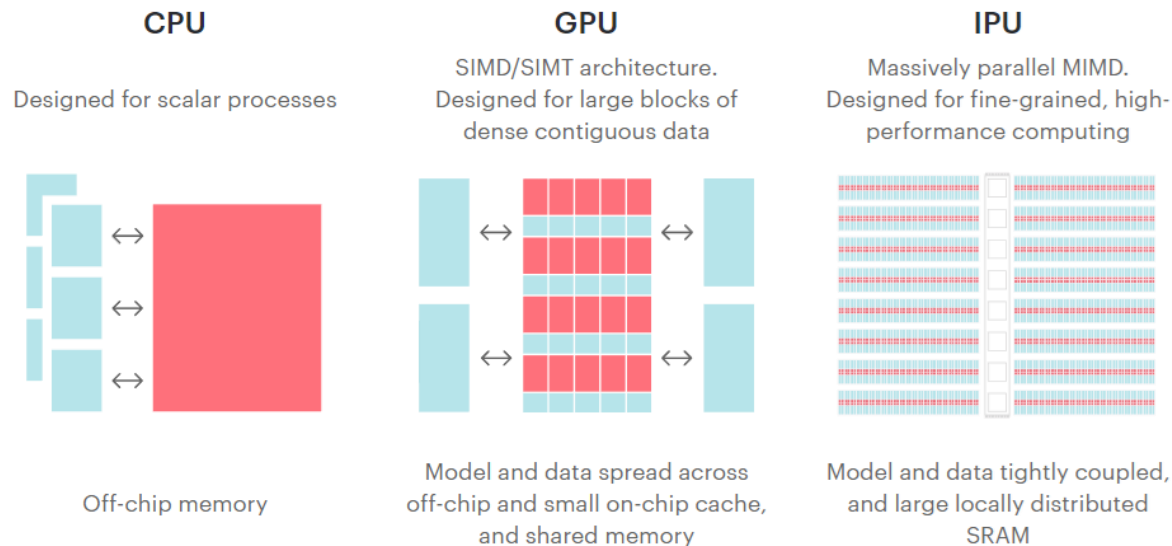 CPU
Designed for scalar processes
Off-chip memory
GPU
SIMD/SIMT architecture.
Designed for large blocks of
dense contiguous data
Model and data spread across
off-chip and small on-chip cache,
and shared memory
IPU
Massively parallel MIMD.
Designed for fine-grained, high-
performance computing
Model and data tightly coupled,
and large locally distributed
SRAM